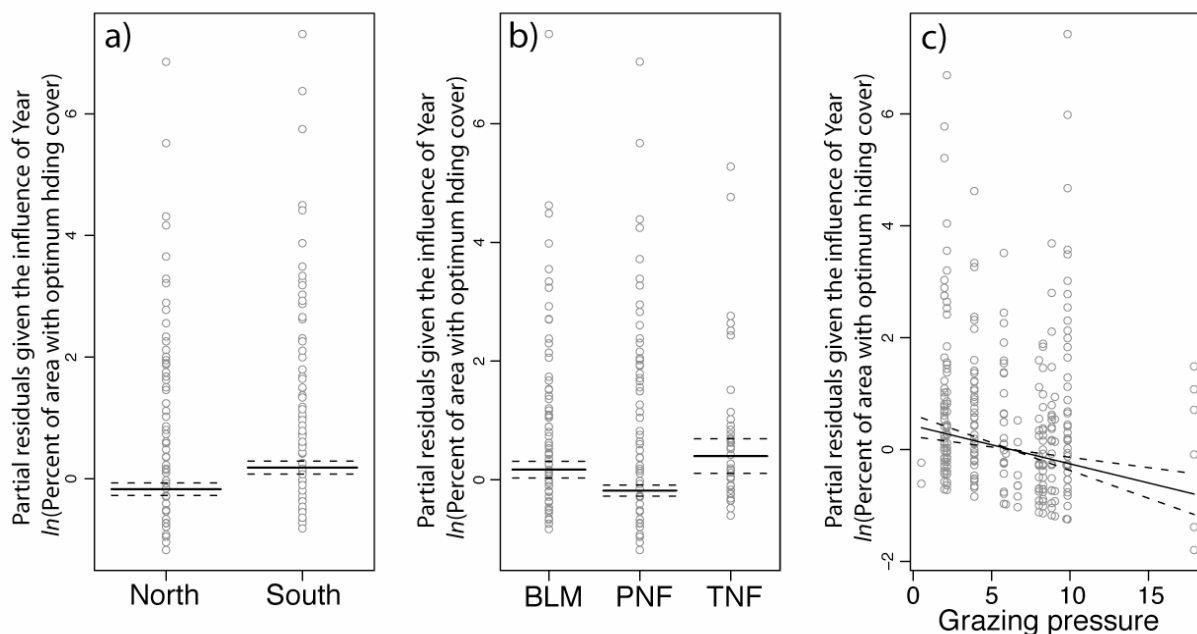 a)
Partial residuals given the influence of Year
ln(Percent of area with optimum hding cover)
6
4
2
0
North South
b)
Partial residuals given the influence of Year
ln(Percent of area with optimum hiding cover)
6
4
2
0
BLM PNF TNF
c)
Partial residuals given the influence of Year
ln(Percent of area with optimum hiding cover)
6
4
2
0
-2
0 5 10 15
Grazing pressure